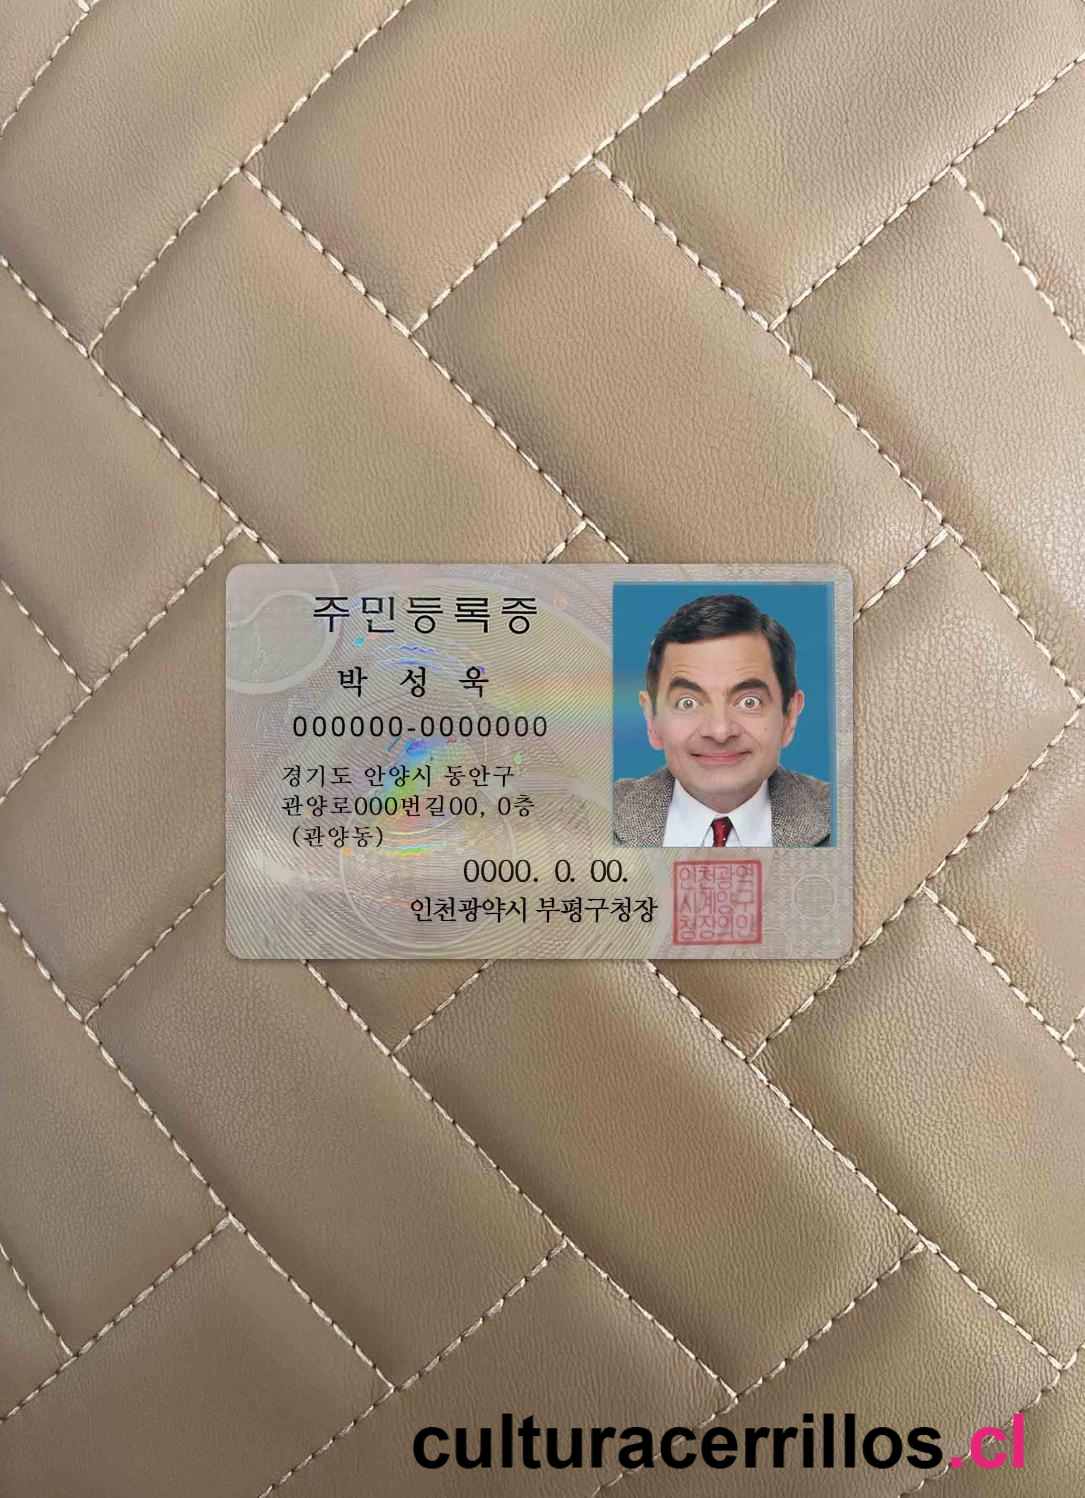 주민등록증
박 성 욱
000000-0000000
경기도 안양시 동안구
관양로000번길00, 0층
(관양동)
0000. 0. 00.
인천광약시 부평구청장
인천광역
시계양구
청장의인
culturacerrillos.cl